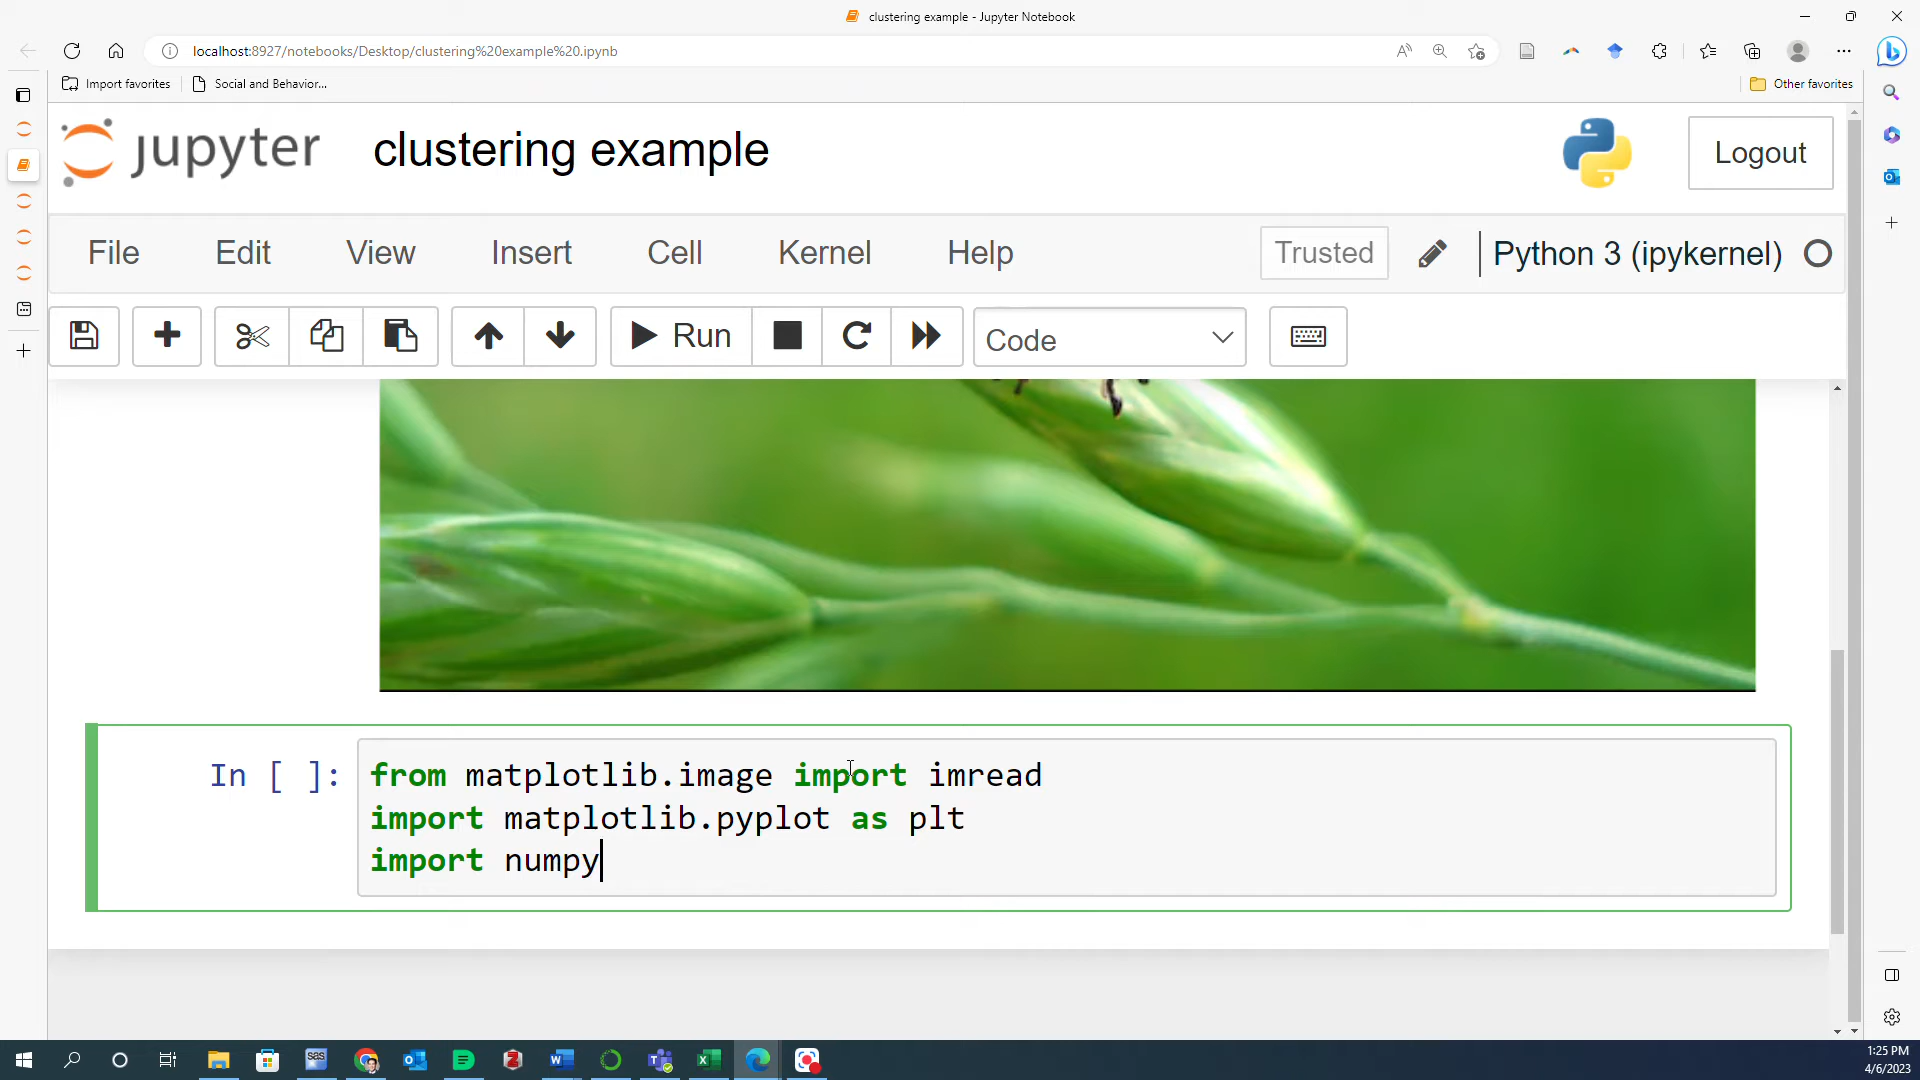 clustering example - Jupyter Notebook
localhost:8927/notebooks/Desktop/clustering%20example%20.ipynb
Import favorites
Social and Behavior...
Other favorites
jupyter
clustering example
Logout
File
Edit
View
Insert
Cell
Kernel
Help
Trusted
Python 3 (ipykernel)
Run
Code
In [ ]:
from matplotlib.image import imread
import matplotlib.pyplot as plt
import numpy
sas
1:25 PM
4/6/2023